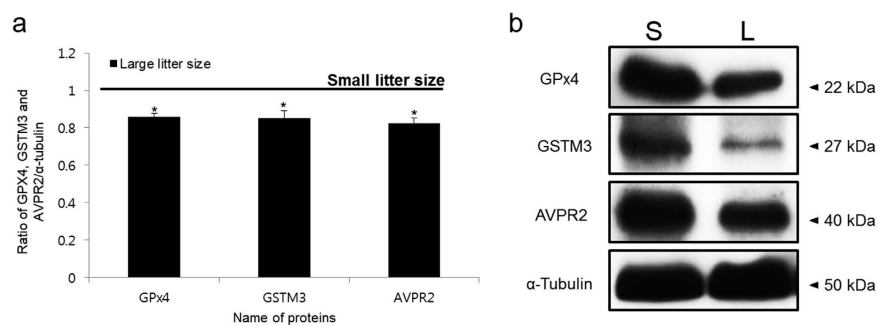 a
1.2
1
0.8
0.6
0.4
0.2
0
Ratio of GPX4, GSTM3 and
AVPR2/α-tubulin
Large litter size
Small litter size
*
*
*
GPx4
GSTM3
AVPR2
Name of proteins
b
S
L
GPx4
◄ 22 kDa
GSTM3
◄ 27 kDa
AVPR2
◄ 40 kDa
α-Tubulin
◄ 50 kDa